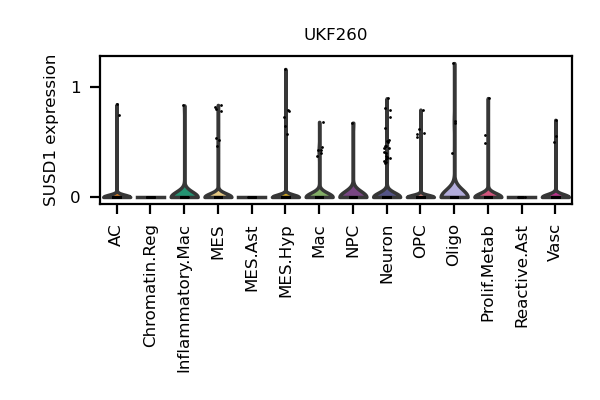 UKF260
SUSD1 expression
1
0
AC
Chromatin.Reg
Inflammatory.Mac
MES
MES.Ast
MES.Hyp
Mac
NPC
Neuron
OPC
Oligo
Prolif.Metab
Reactive.Ast
Vasc